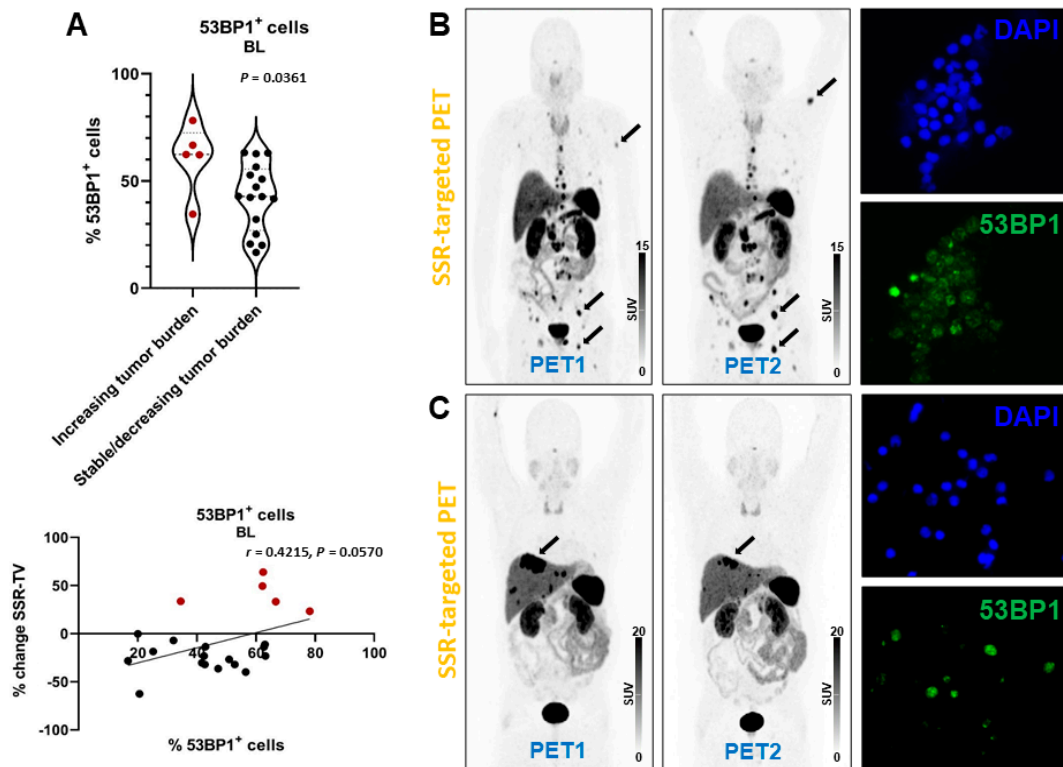 A
53BP1⁺ cells
BL
P = 0.0361
100
50
0
% 53BP1⁺ cells
Increasing tumor burden
Stable/decreasing tumor burden
53BP1⁺ cells
BL
r = 0.4215, P = 0.0570
100
50
0
-50
-100
20
40
60
80
100
% change SSR-TV
% 53BP1⁺ cells
B
SSR-targeted PET
15
SUV
0
PET1
15
SUV
0
PET2
DAPI
53BP1
C
SSR-targeted PET
20
SUV
0
PET1
20
SUV
0
PET2
DAPI
53BP1